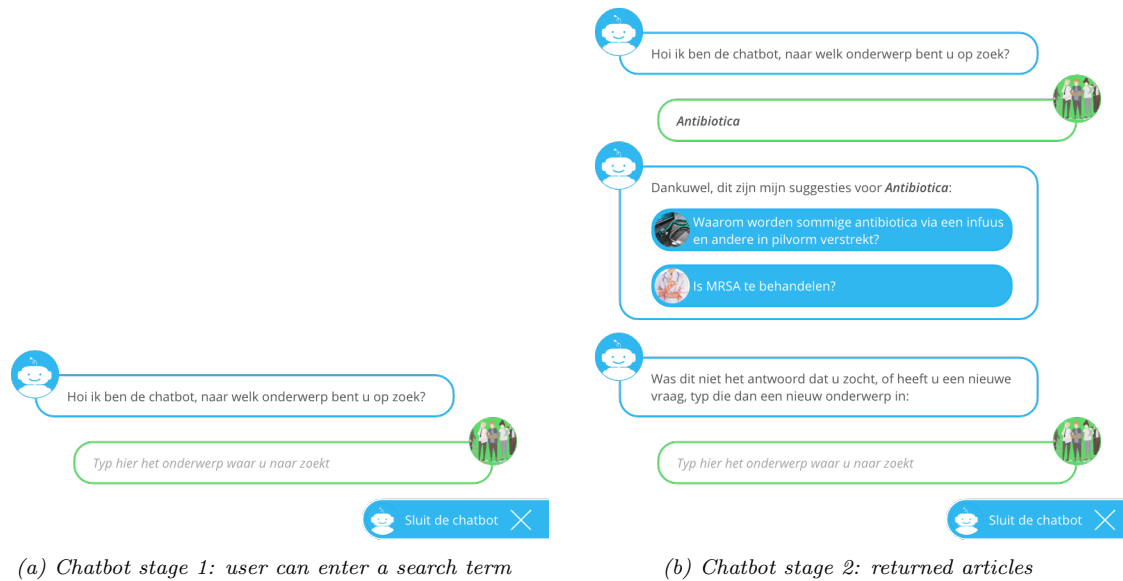 Hoi ik ben de chatbot, naar welk onderwerp bent u op zoek?
Typ hier het onderwerp waar u naar zoekt
Sluit de chatbot
(a) Chatbot stage 1: user can enter a search term
Hoi ik ben de chatbot, naar welk onderwerp bent u op zoek?
Antibiotica
Dankuwel, dit zijn mijn suggesties voor Antibiotica:
Waarom worden sommige antibiotica via een infuus
en andere in pilvorm verstrekt?
Is MRSA te behandelen?
Was dit niet het antwoord dat u zocht, of heeft u een nieuwe
vraag, typ die dan een nieuw onderwerp in:
Typ hier het onderwerp waar u naar zoekt
Sluit de chatbot
(b) Chatbot stage 2: returned articles